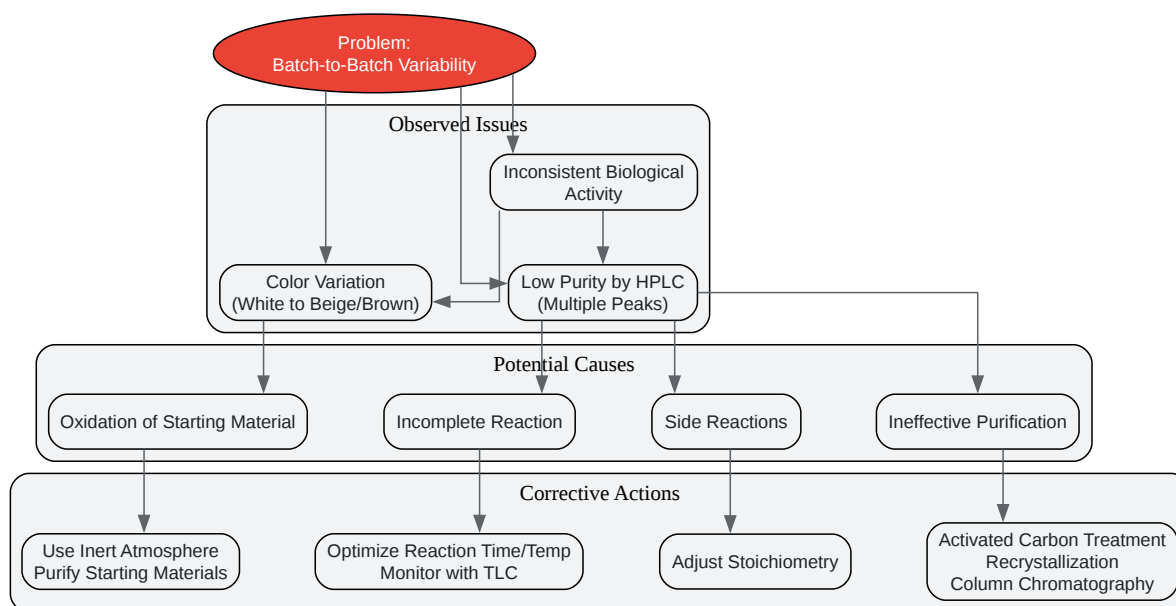 Problem:
Batch-to-Batch Variability
Observed Issues
Inconsistent Biological
Activity
Color Variation
(White to Beige/Brown)
Low Purity by HPLC
(Multiple Peaks)
Potential Causes
Oxidation of Starting Material
Incomplete Reaction
Side Reactions
Ineffective Purification
Corrective Actions
Use Inert Atmosphere
Purify Starting Materials
Optimize Reaction Time/Temp
Monitor with TLC
Adjust Stoichiometry
Activated Carbon Treatment
Recrystallization
Column Chromatography